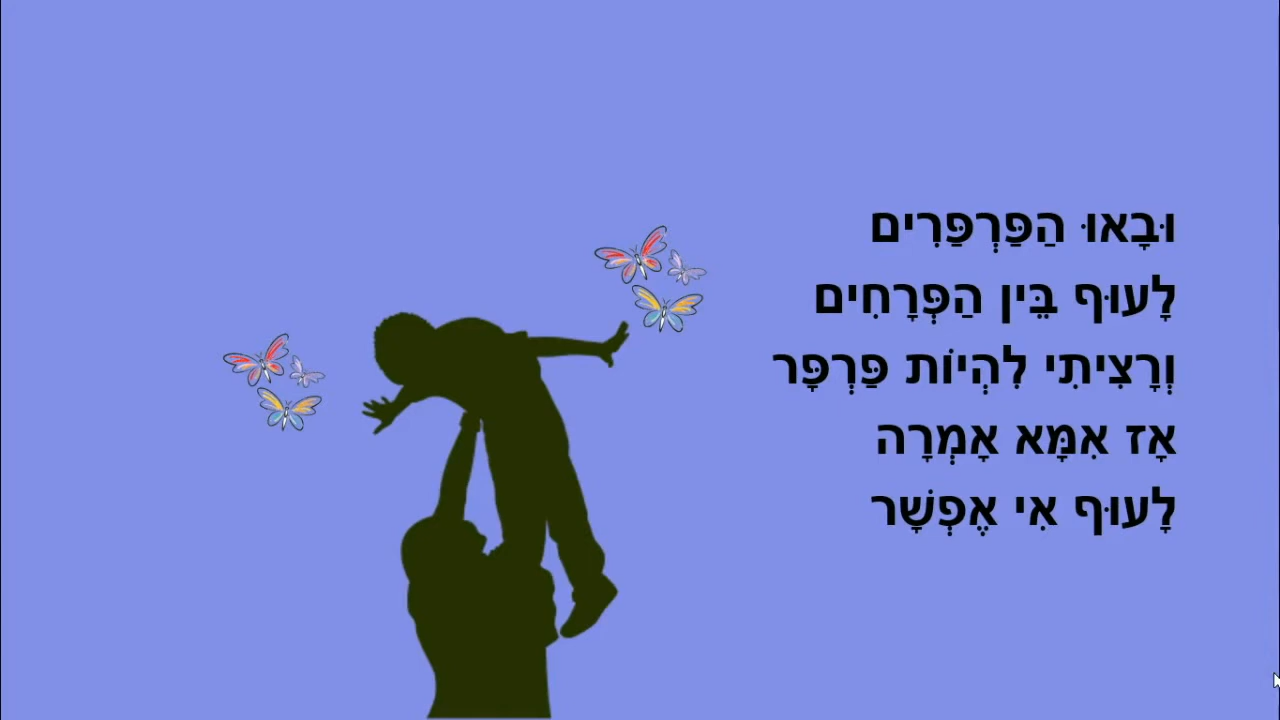 וּבָאוּ הַפַּרְפַּרִים
לָעוּף בֵּין הַפְּרָחִים
וְרָצִיתִי לִהְיוֹת פַּרְפָּר
אָז אִמָּא אָמְרָה
לָעוּף אִי אֶפְשָׁר